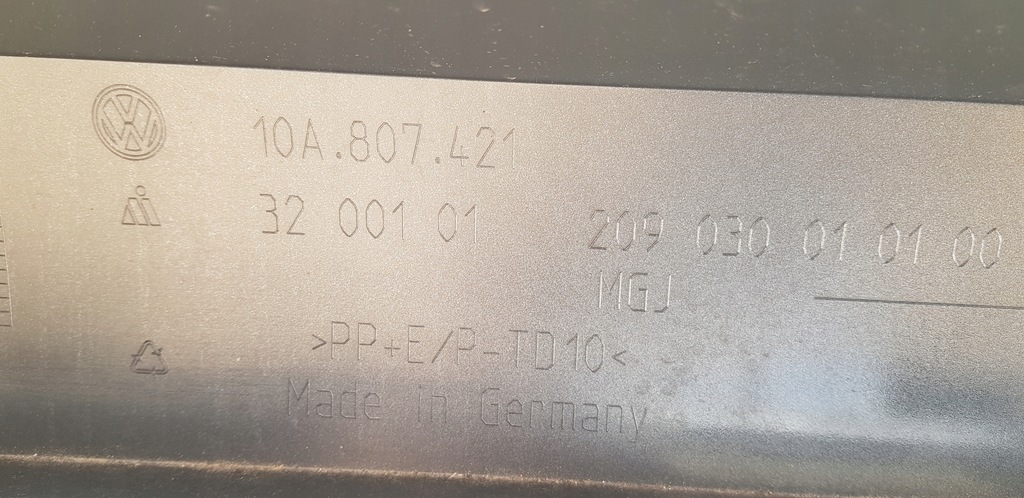 10A.807.421
32 001 01
209 030 01 01 00
MGJ
>PP+E/P-TD10<
Made in Germany